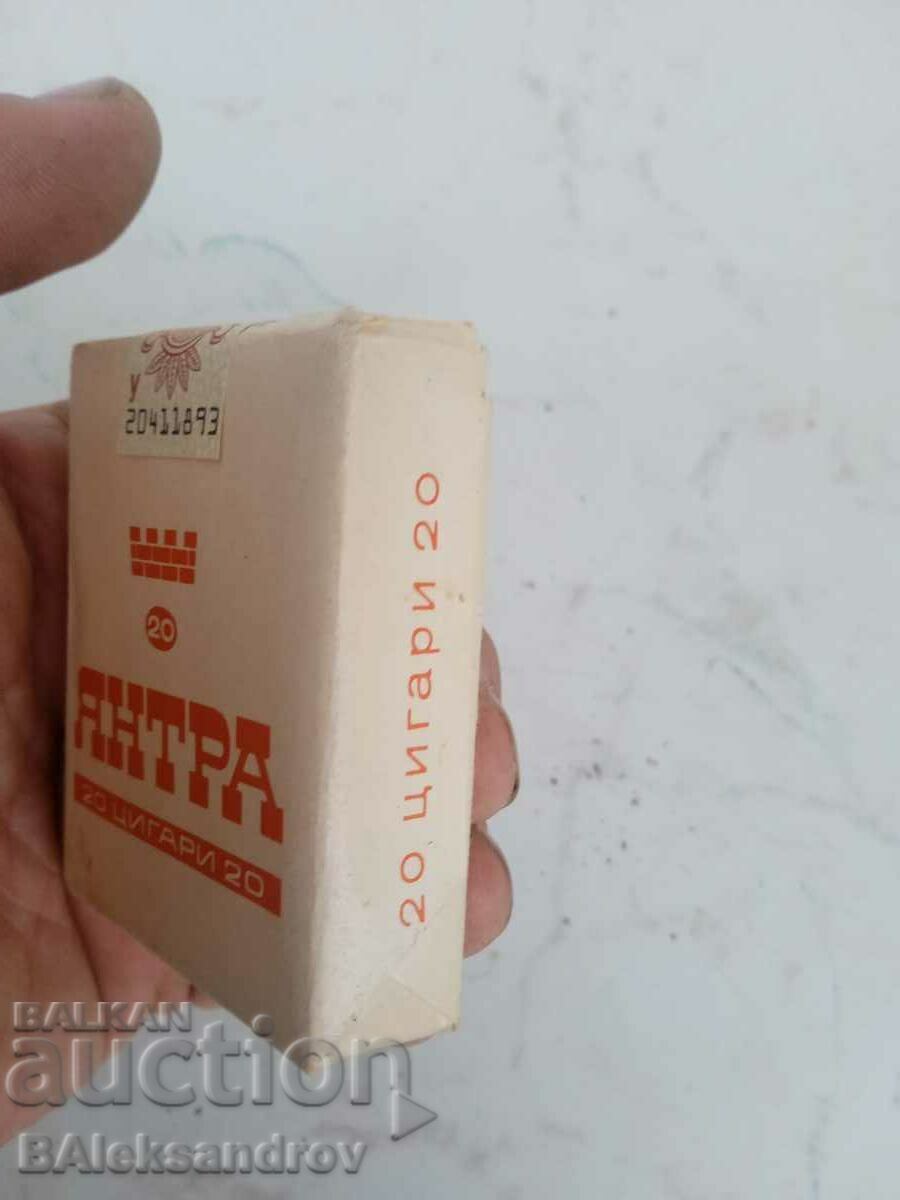 У
20411893
20
ЯНТРА
20 ЦИГАРИ 20
20 цигари 20
BALKAN
auction
BAleksandrov